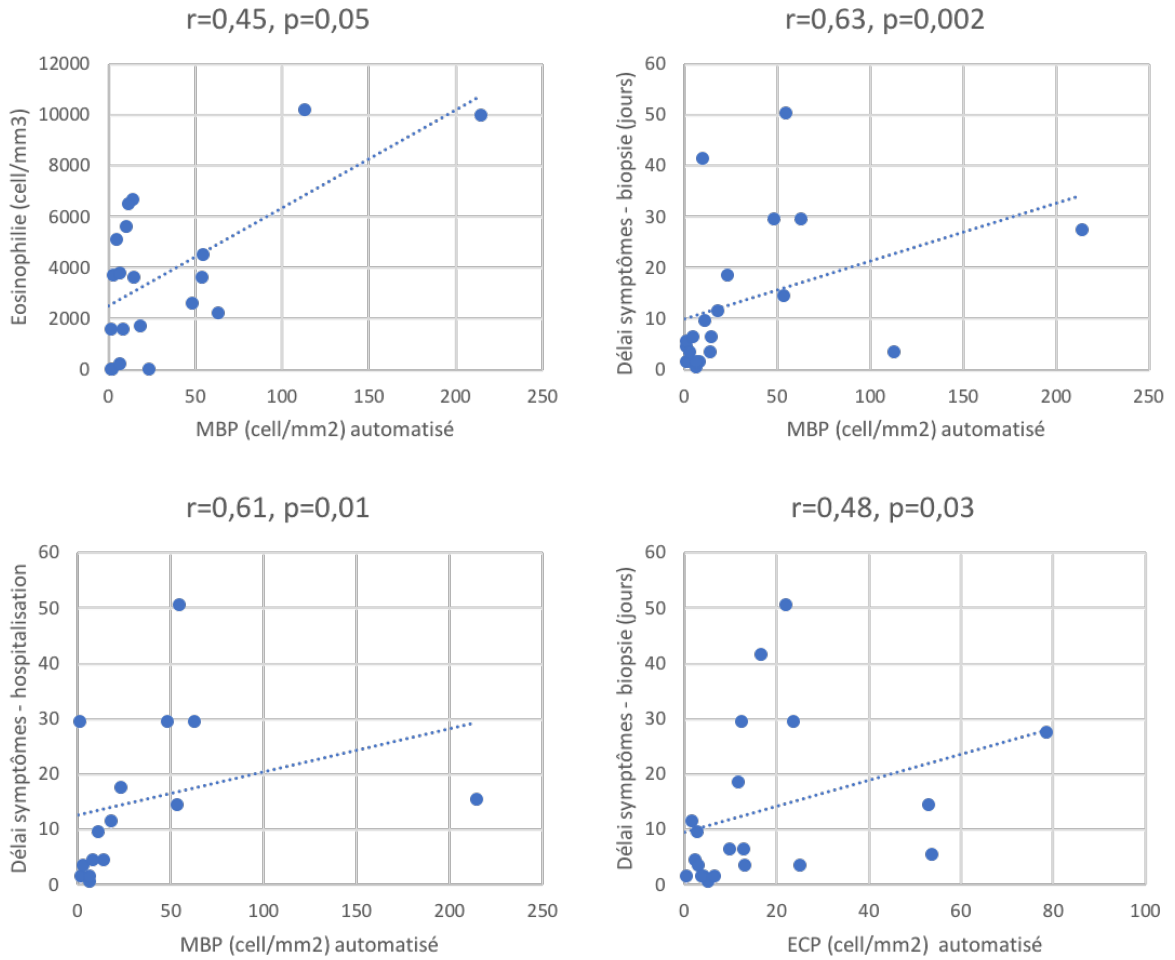 r=0,45, p=0,05
Eosinophilie (cell/mm3)
12000
10000
8000
6000
4000
2000
0
0 50 100 150 200 250
MBP (cell/mm2) automatisé
r=0,63, p=0,002
Délai symptômes - biopsie (jours)
60
50
40
30
20
10
0
0 50 100 150 200 250
MBP (cell/mm2) automatisé
r=0,61, p=0,01
Délai symptômes - hospitalisation
60
50
40
30
20
10
0
0 50 100 150 200 250
MBP (cell/mm2) automatisé
r=0,48, p=0,03
Délai symptômes - biopsie (jours)
60
50
40
30
20
10
0
0 20 40 60 80 100
ECP (cell/mm2) automatisé